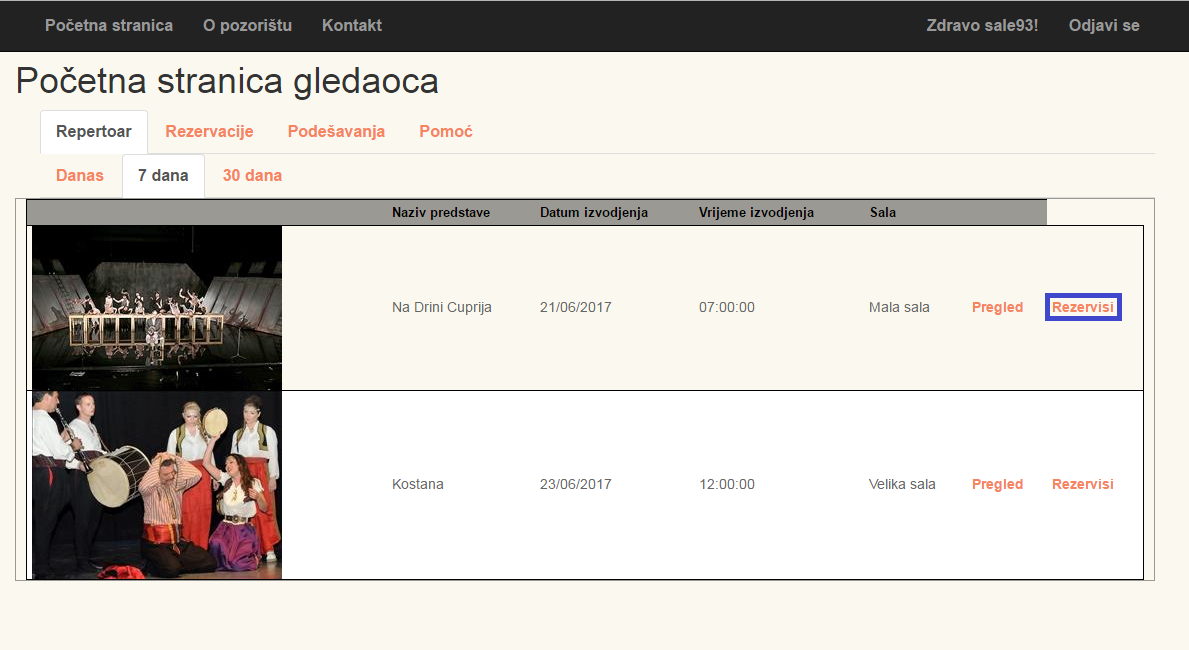 Početna stranica O pozorištu Kontakt Zdravo sale93! Odjavi se
Početna stranica gledaoca
Repertoar Rezervacije Podešavanja Pomoć
Danas 7 dana 30 dana
Naziv predstave Datum izvodjenja Vrijeme izvodjenja Sala
Na Drini Cuprija 21/06/2017 07:00:00 Mala sala Pregled Rezervisi
Kostana 23/06/2017 12:00:00 Velika sala Pregled Rezervisi